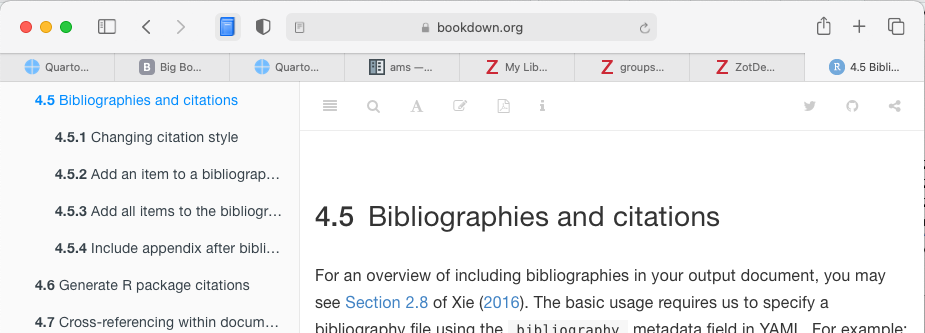 bookdown.org
Quarto...
B Big Bo...
Quarto...
ams —...
Z My Lib...
Z groups...
Z ZotDe...
R 4.5 Bibli...
4.5 Bibliographies and citations
4.5.1 Changing citation style
4.5.2 Add an item to a bibliograp...
4.5.3 Add all items to the bibliogr...
4.5.4 Include appendix after bibli...
4.6 Generate R package citations
4.7 Cross-referencing within docum...
A
i
4.5 Bibliographies and citations
For an overview of including bibliographies in your output document, you may
see Section 2.8 of Xie (2016). The basic usage requires us to specify a
bibliography file using the bibliography metadata field in YAML. For example: